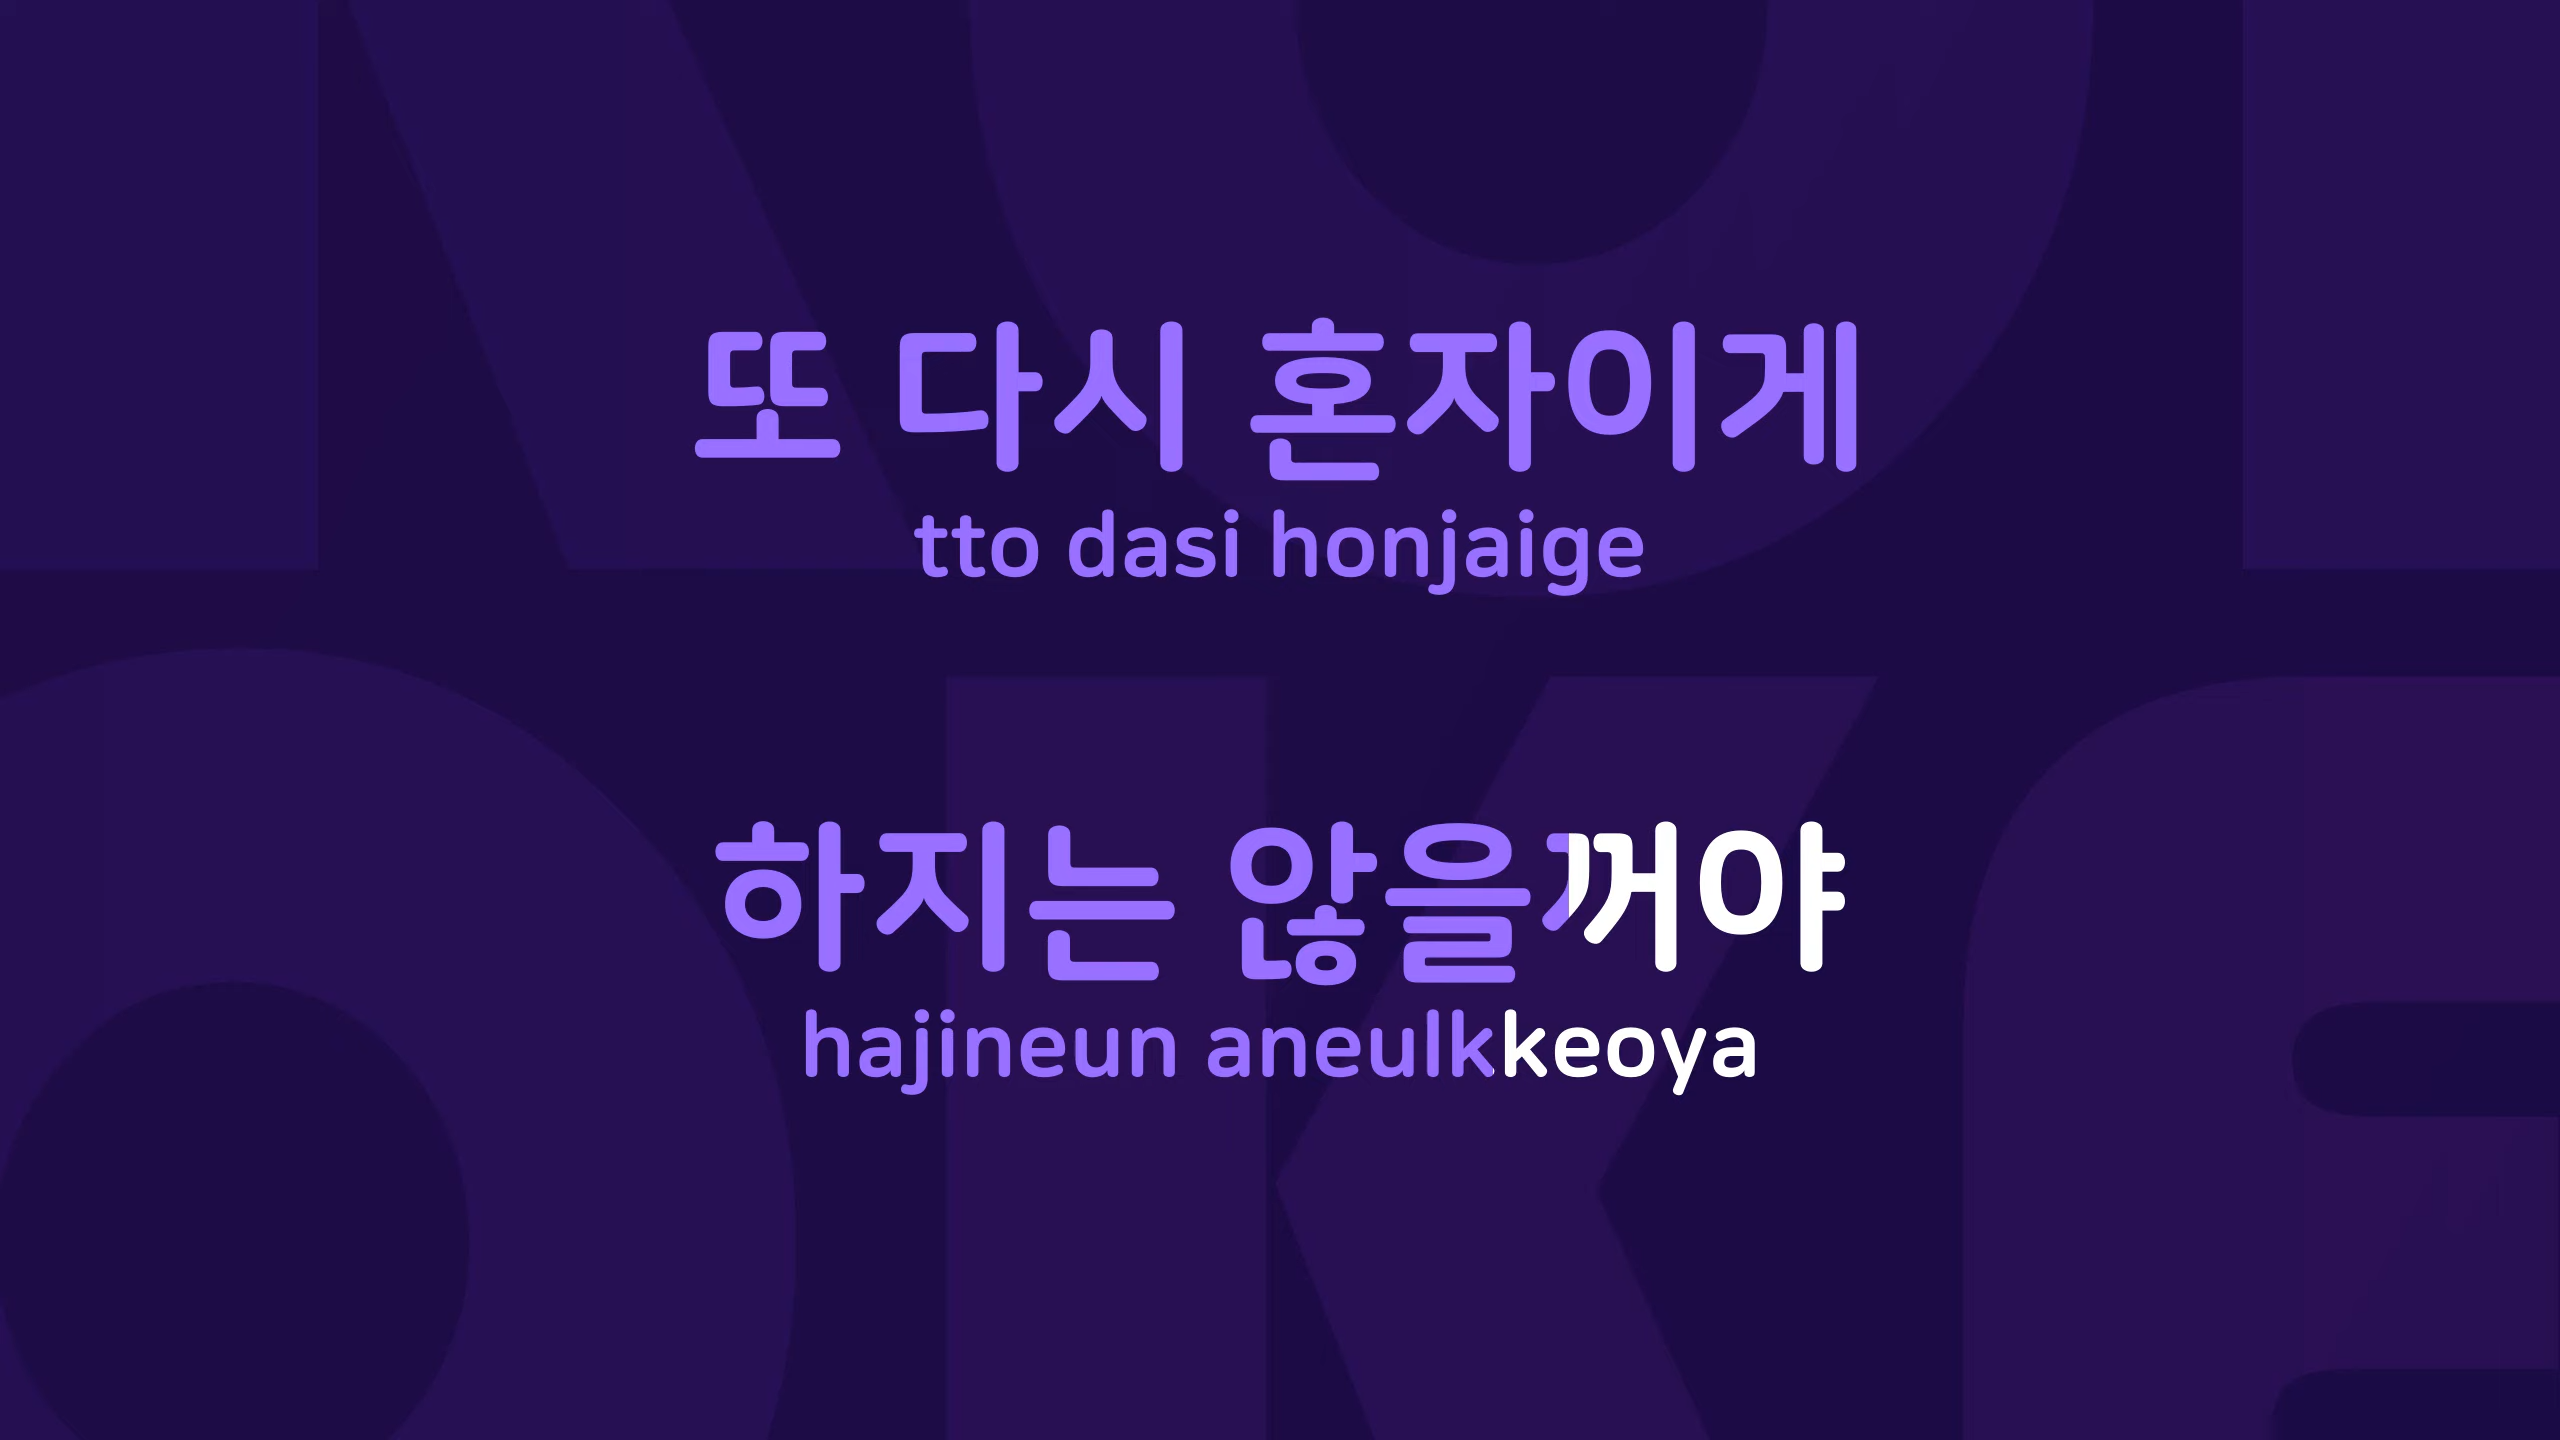 또 다시 혼자이게
tto dasi honjaige
하지는 않을꺼야
hajineun aneulkkeoya